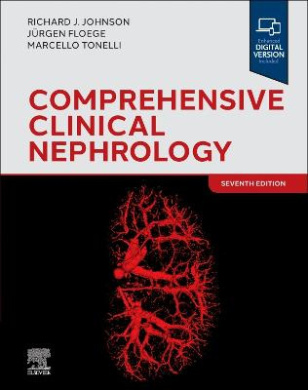 RICHARD J. JOHNSON
JÜRGEN FLOEGE
MARCELLO TONELLI
Enhanced
DIGITAL
VERSION
Included
COMPREHENSIVE
CLINICAL
NEPHROLOGY
SEVENTH EDITION
ELSEVIER